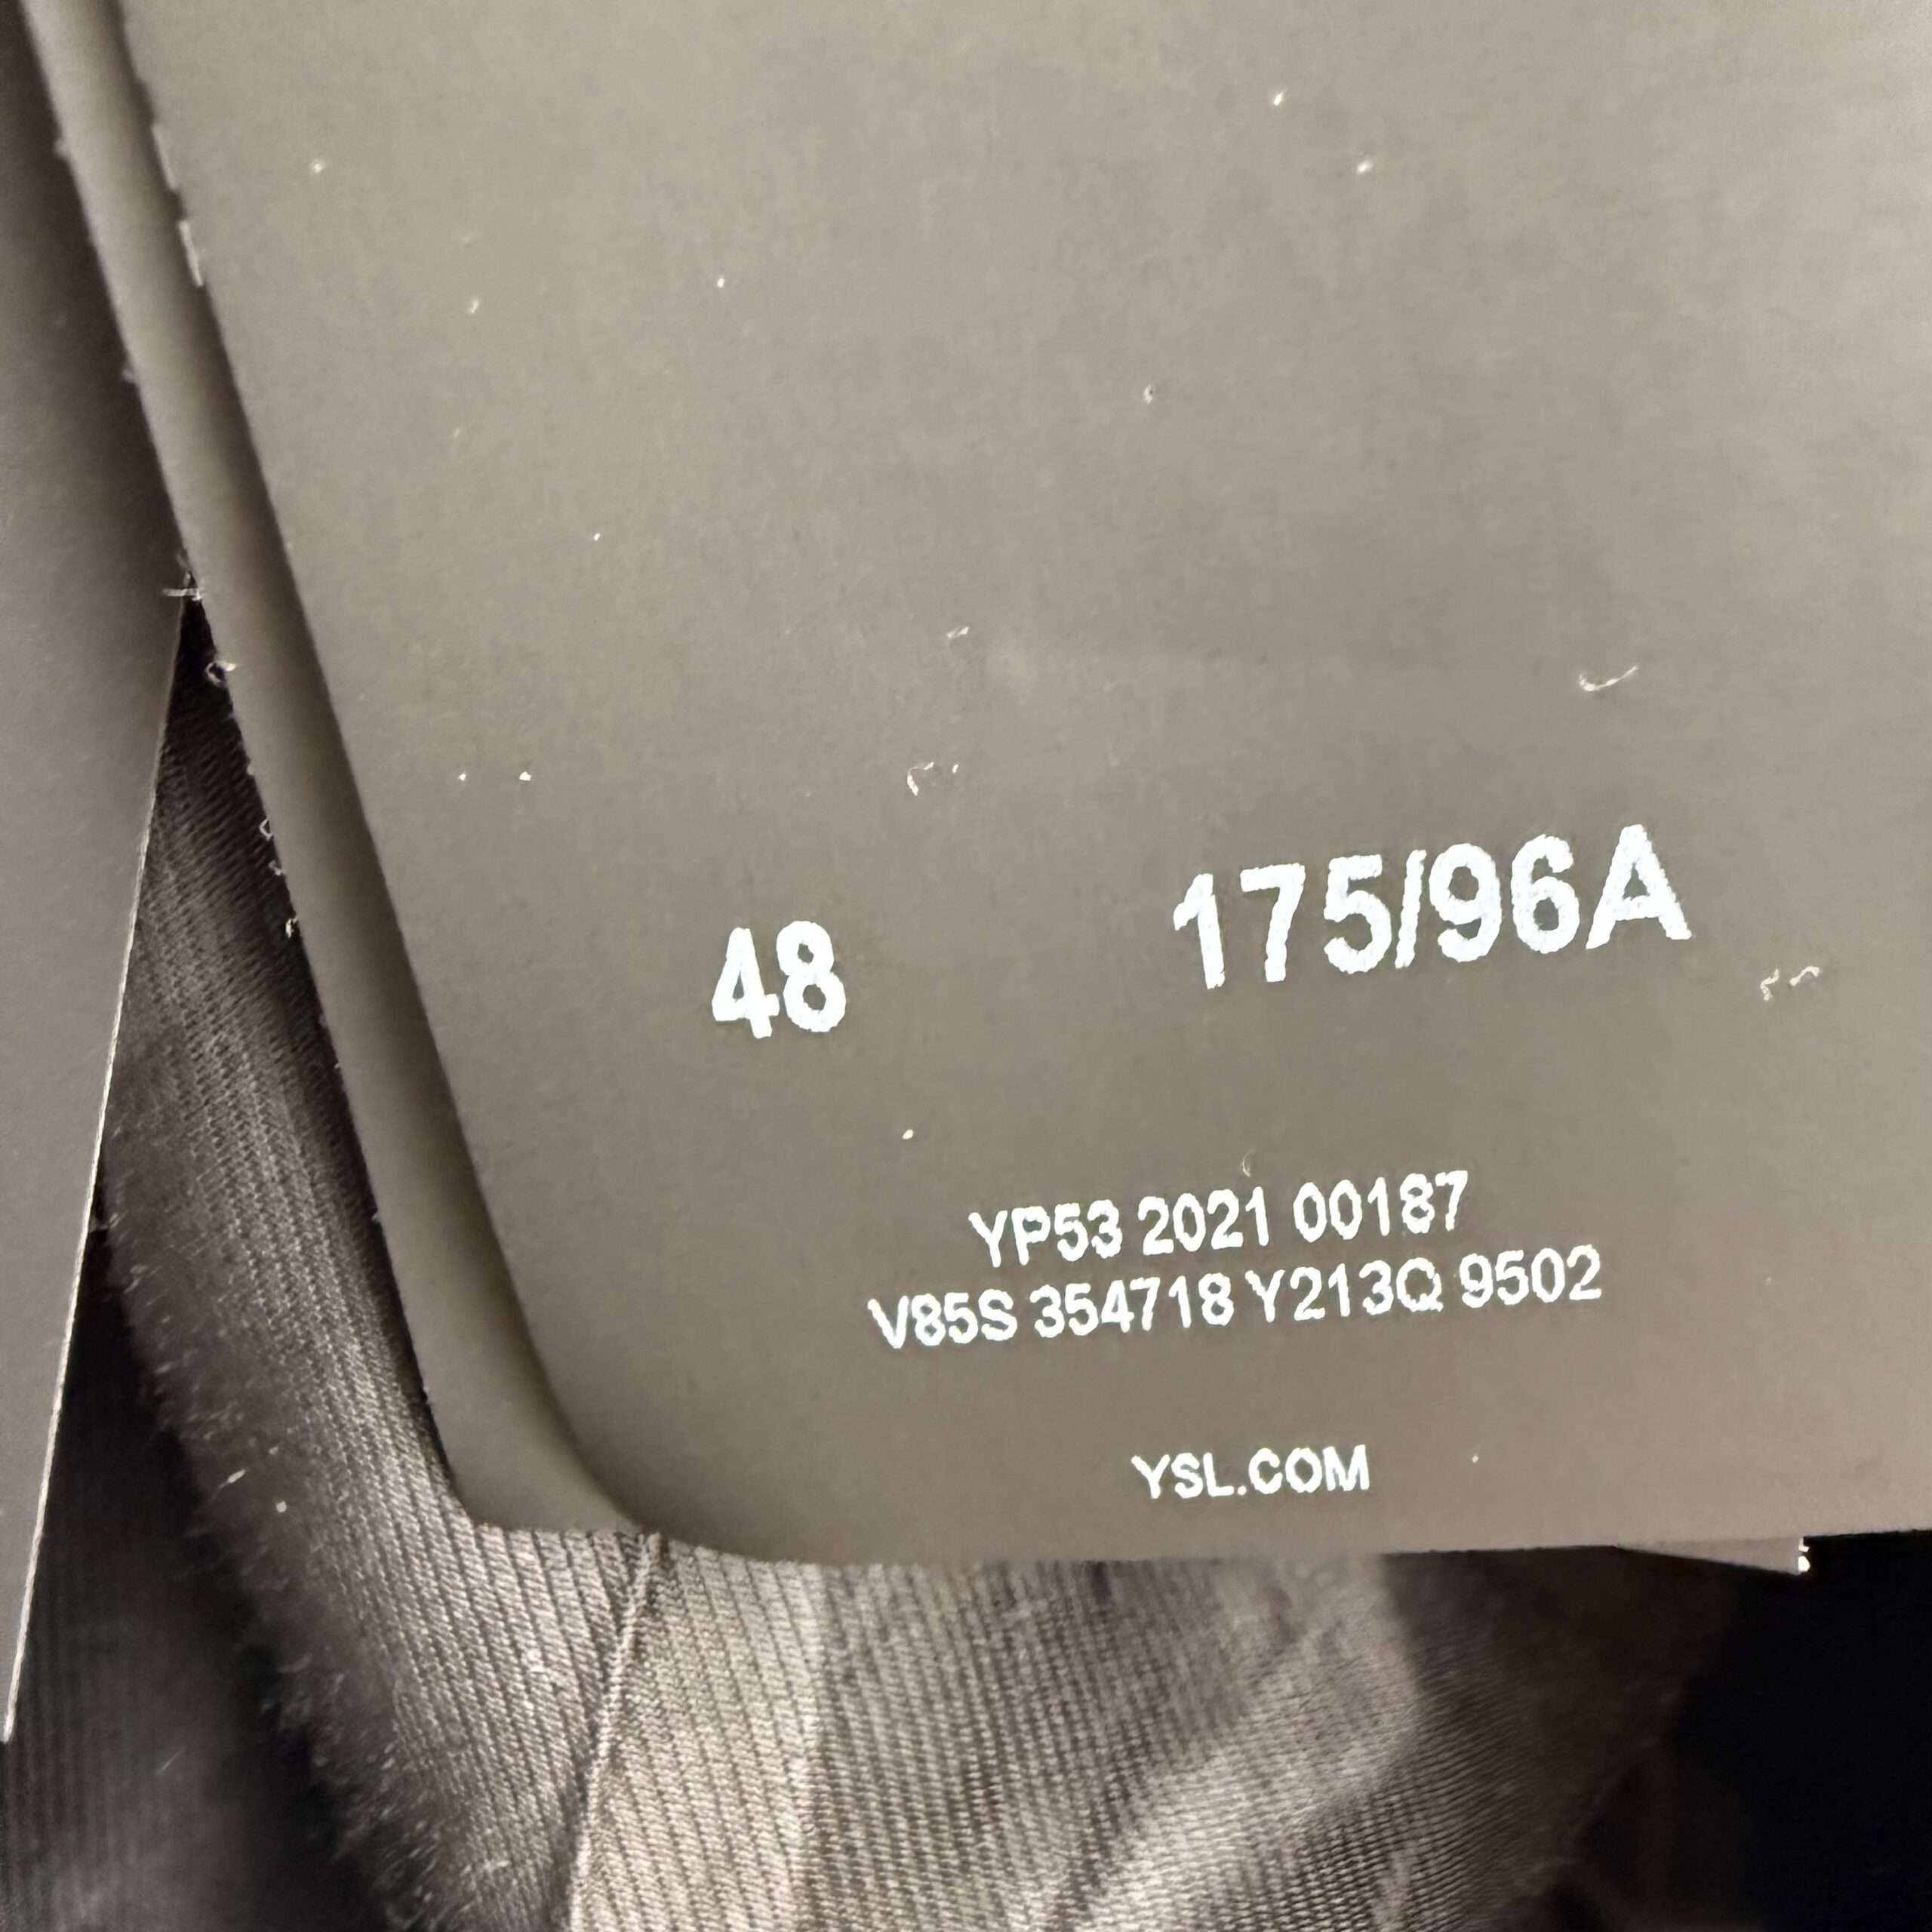 48 175/96A
YP53 2021 00187
V85S 354718 Y213Q 9502
YSL.COM